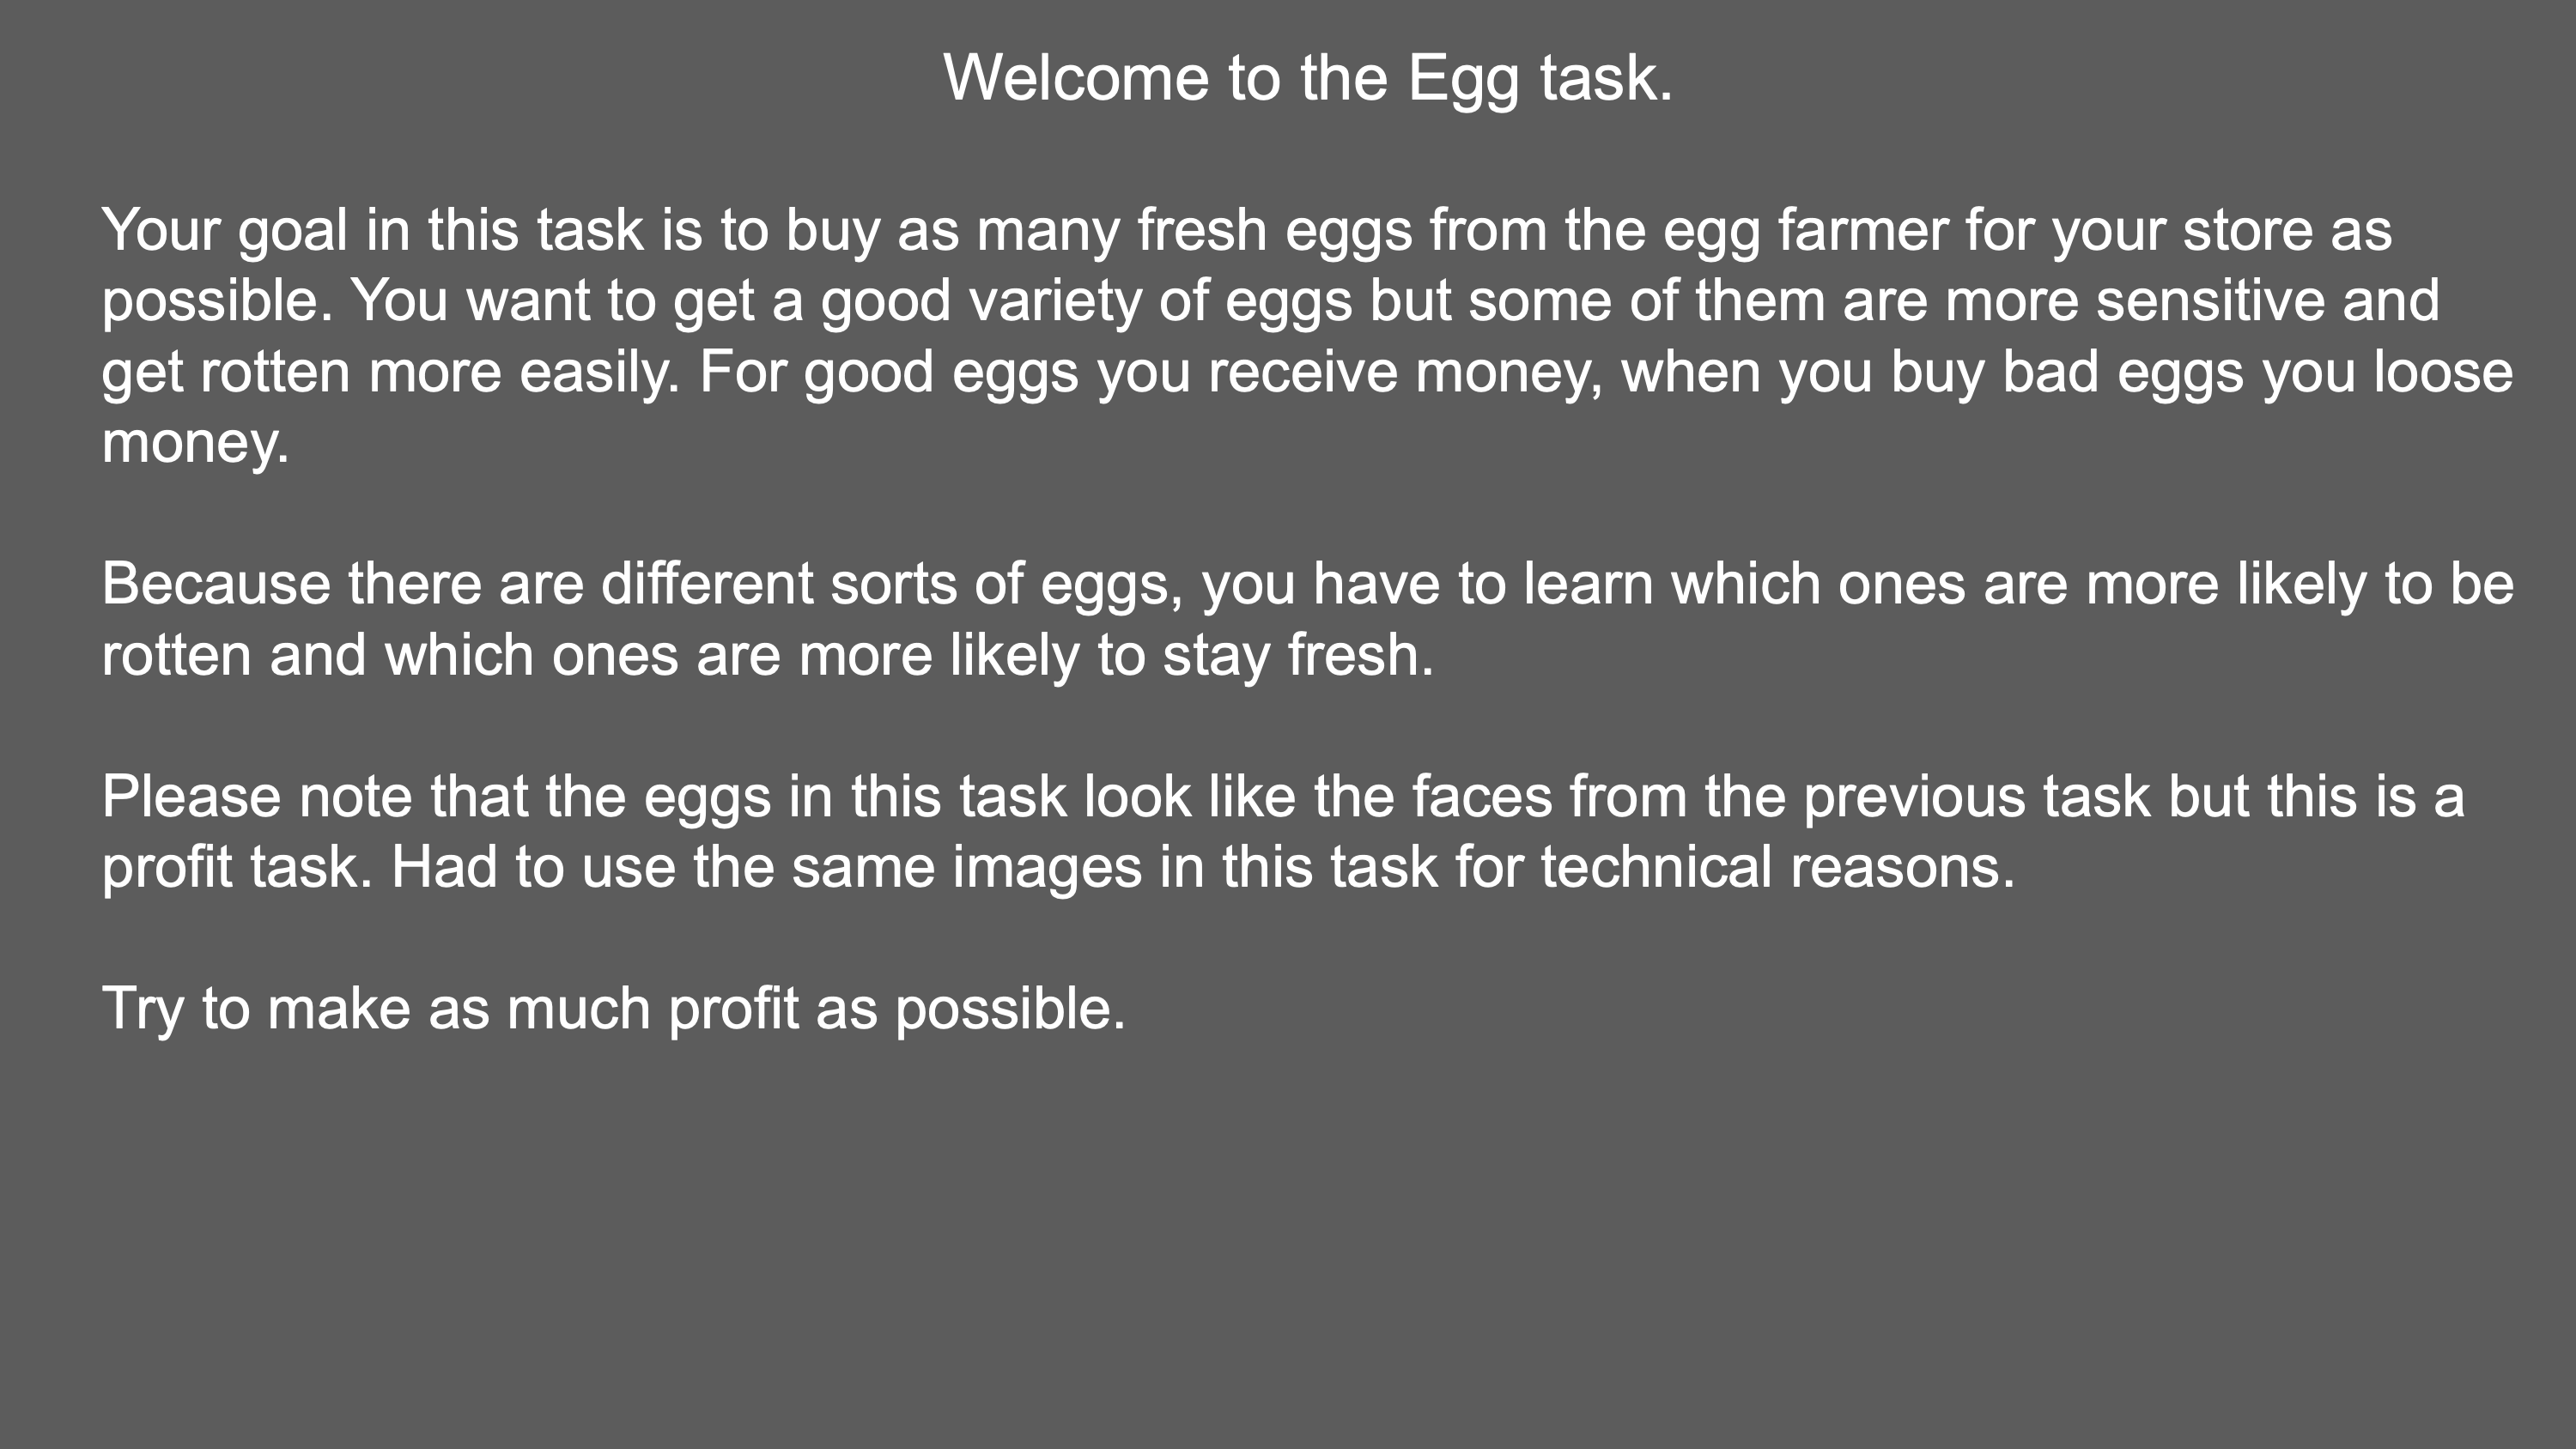 Welcome to the Egg task.
Your goal in this task is to buy as many fresh eggs from the egg farmer for your store as
possible. You want to get a good variety of eggs but some of them are more sensitive and
get rotten more easily. For good eggs you receive money, when you buy bad eggs you loose
money.
Because there are different sorts of eggs, you have to learn which ones are more likely to be
rotten and which ones are more likely to stay fresh.
Please note that the eggs in this task look like the faces from the previous task but this is a
profit task. Had to use the same images in this task for technical reasons.
Try to make as much profit as possible.